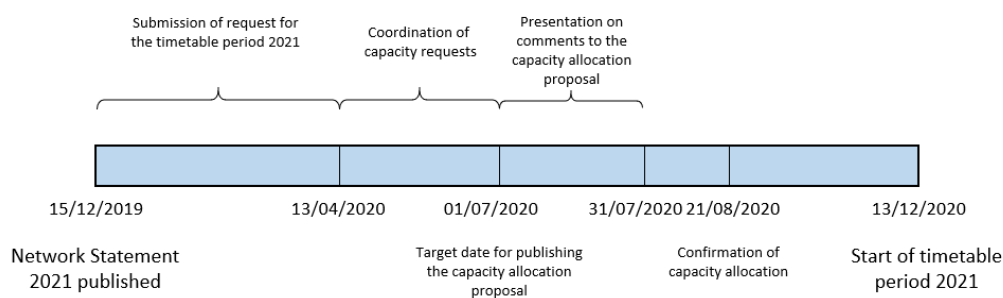 Submission of request for
the timetable period 2021
Coordination of
capacity requests
Presentation on
comments to the
capacity allocation
proposal
15/12/2019
13/04/2020
01/07/2020
31/07/2020
21/08/2020
13/12/2020
Network Statement
2021 published
Target date for publishing
the capacity allocation
proposal
Confirmation of
capacity allocation
Start of timetable
period 2021